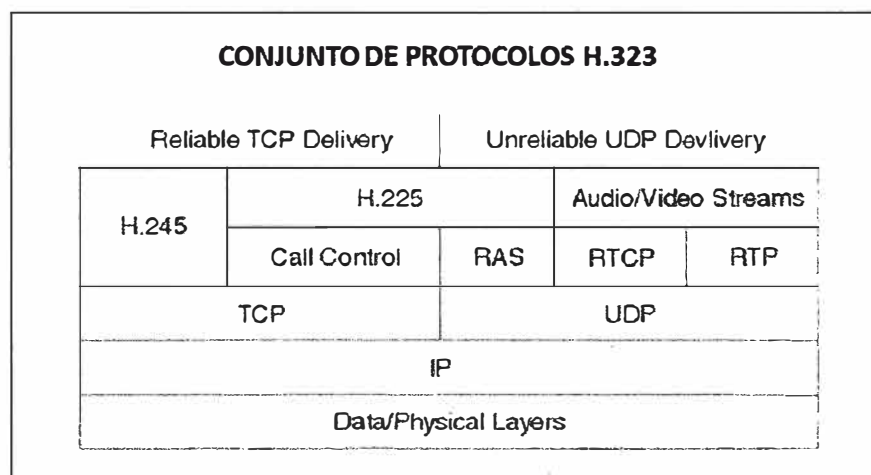 CONJUNTO DE PROTOCOLOS H.323
Reliable TCP Delivery Unreliable UDP Devlivery
H.245 H.225 Audio/Video Streams
Call Control RAS RTCP RTP
TCP UDP
IP
Data/Physical Layers